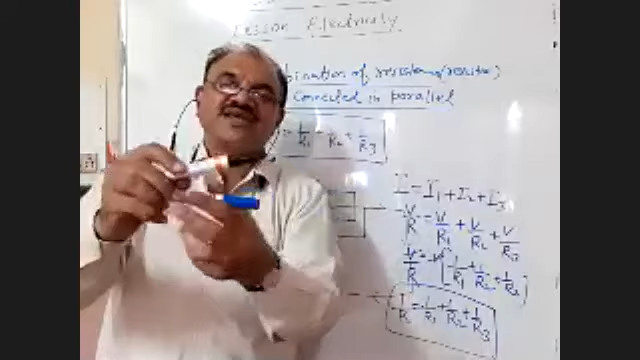 Lesson Electricity
bination of resistors(resistor)
Connected in parallel
= 1/R1 + 1/R2 + 1/R3
I = I1 + I2 + I3
V/R = V/R1 + V/R2 + V/R3
V/R = V [1/R1 + 1/R2 + 1/R3]
1/R = 1/R1 + 1/R2 + 1/R3